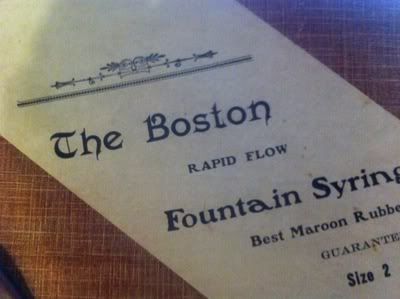 The Boston
RAPID FLOW
Fountain Syring
Best Maroon Rubbe
GUARANTE
Size 2